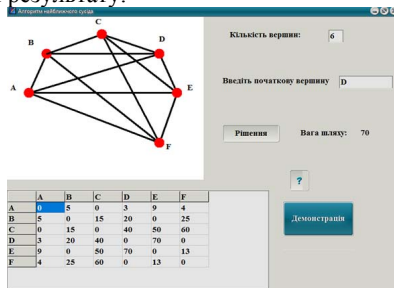 результату.
Алгоритм найближчого сусіда
C
B
D
A
E
F
Кількість вершин: 6
Введіть початкову вершину D
Рішення Вага шляху: 70
?
Демонстрація
A B C D E F
A 0 5 0 3 9 4
B 5 0 15 20 0 25
C 0 15 0 40 50 60
D 3 20 40 0 70 0
E 9 0 50 70 0 13
F 4 25 60 0 13 0